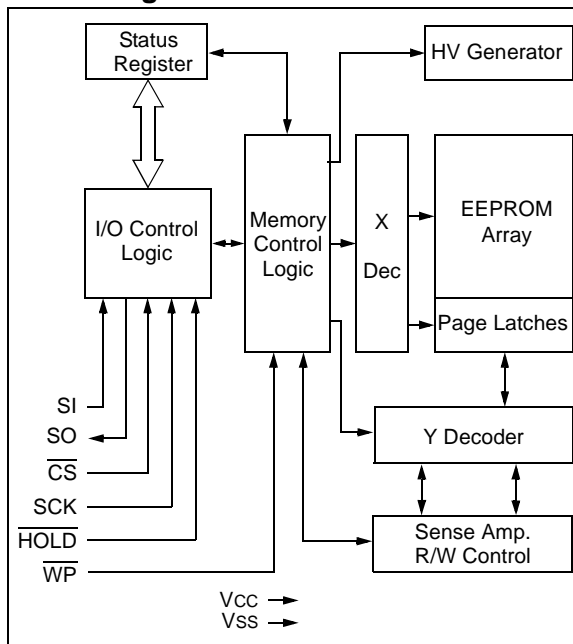 Status
Register
HV Generator
I/O Control
Logic
Memory
Control
Logic
X
Dec
EEPROM
Array
Page Latches
SI
SO
CS
SCK
HOLD
WP
Y Decoder
Sense Amp.
R/W Control
VCC
VSS